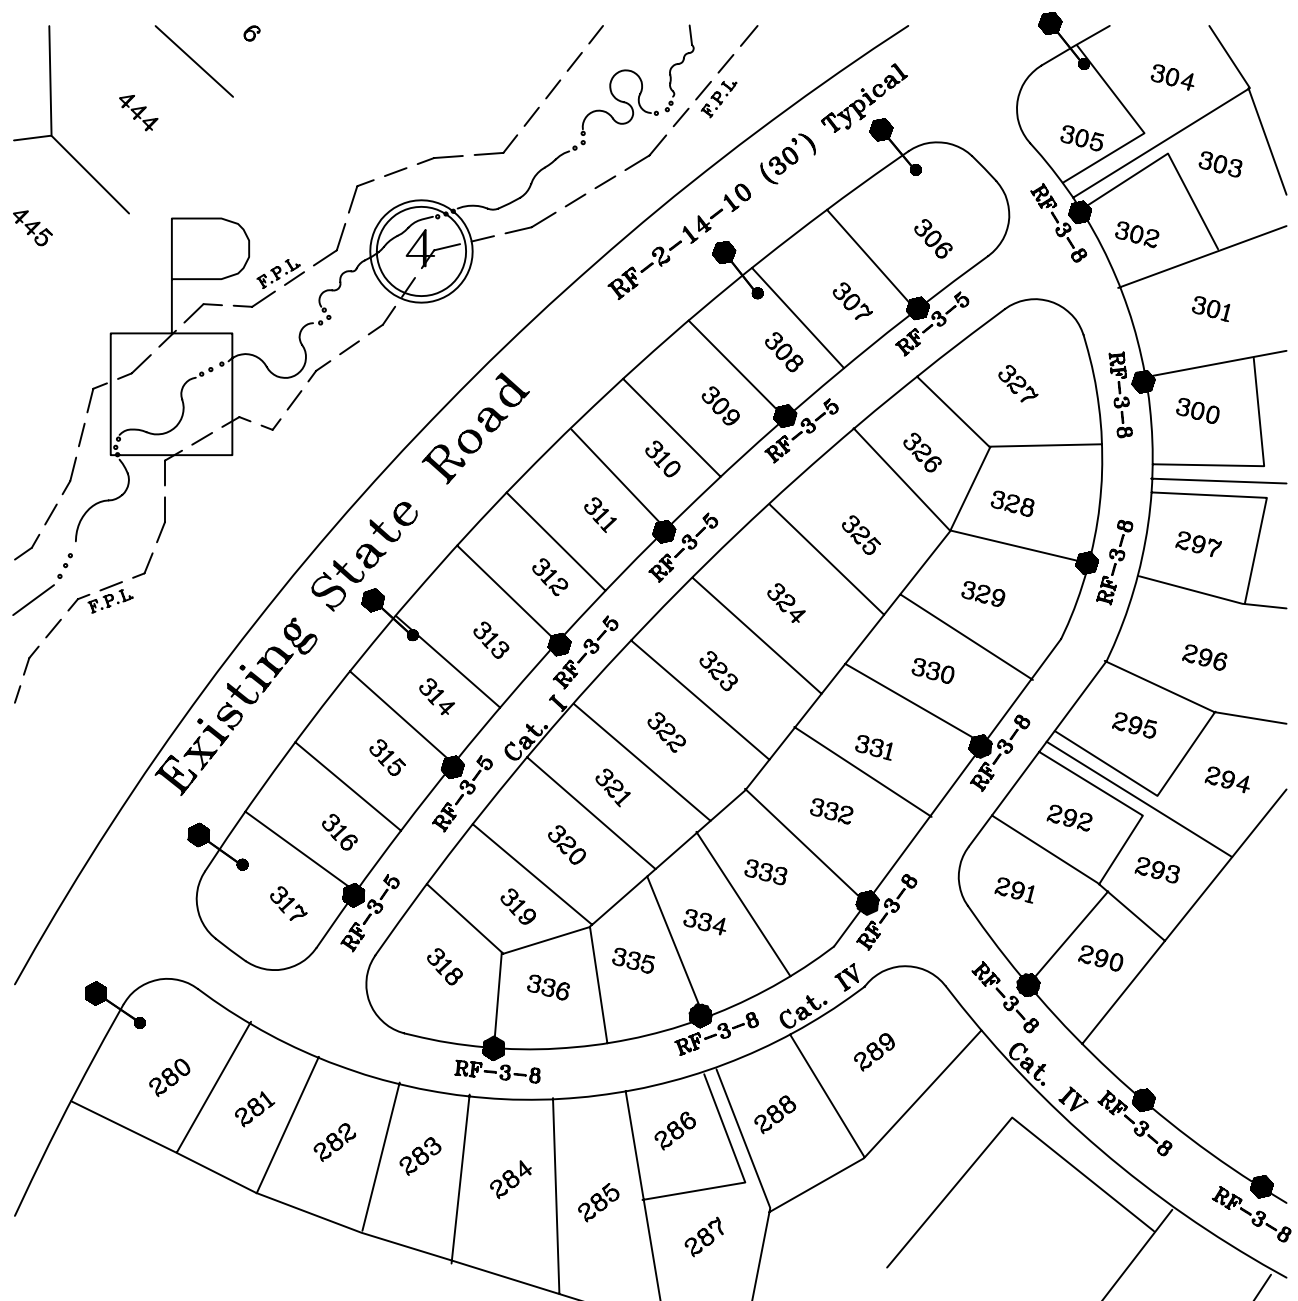 6
444
445
F.P.L
F.P.L
F.P.L
4
Existing State Road
RF-2-14-10 (30') Typical
304
305
303
302
301
300
297
296
295
294
292
293
291
290
306
307
308
309
310
311
312
313
314
315
316
317
RF-3-5
RF-3-5
RF-3-5
RF-3-5
Cat. I
RF-3-5
RF-3-5
327
326
328
325
329
324
330
323
331
322
332
321
333
320
334
319
335
318
336
RF-3-8
RF-3-8
RF-3-8
RF-3-8
RF-3-8
Cat. IV
RF-3-8
RF-3-8
RF-3-8
Cat. IV
RF-3-8
RF-3-8
280
281
282
283
284
285
286
287
288
289